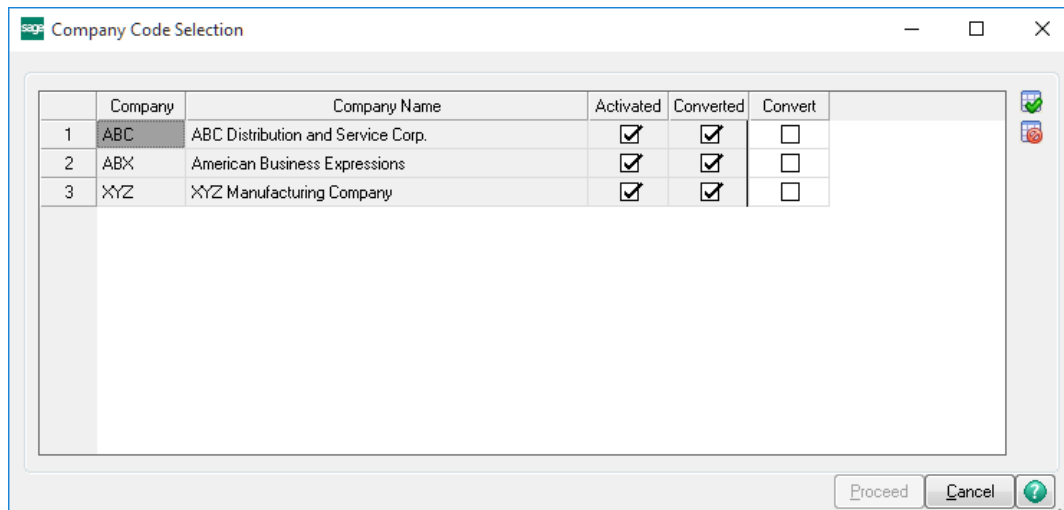 sage Company Code Selection
Company Company Name Activated Converted Convert
1 ABC ABC Distribution and Service Corp.
2 ABX American Business Expressions
3 XYZ XYZ Manufacturing Company
Proceed Cancel ?